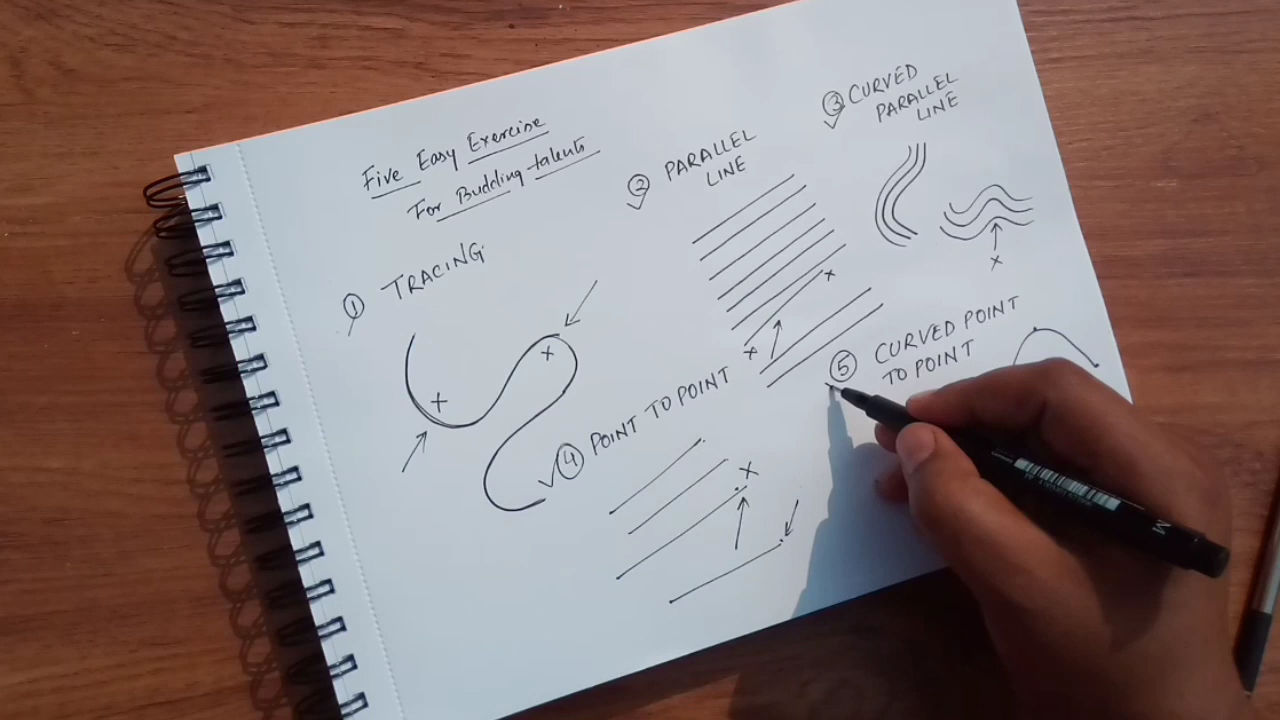 Five Easy Exercise
For Budding talents
① TRACING
② PARALLEL
LINE
③ CURVED
PARALLEL
LINE
④ POINT TO POINT
⑤ CURVED POINT
TO POINT
M